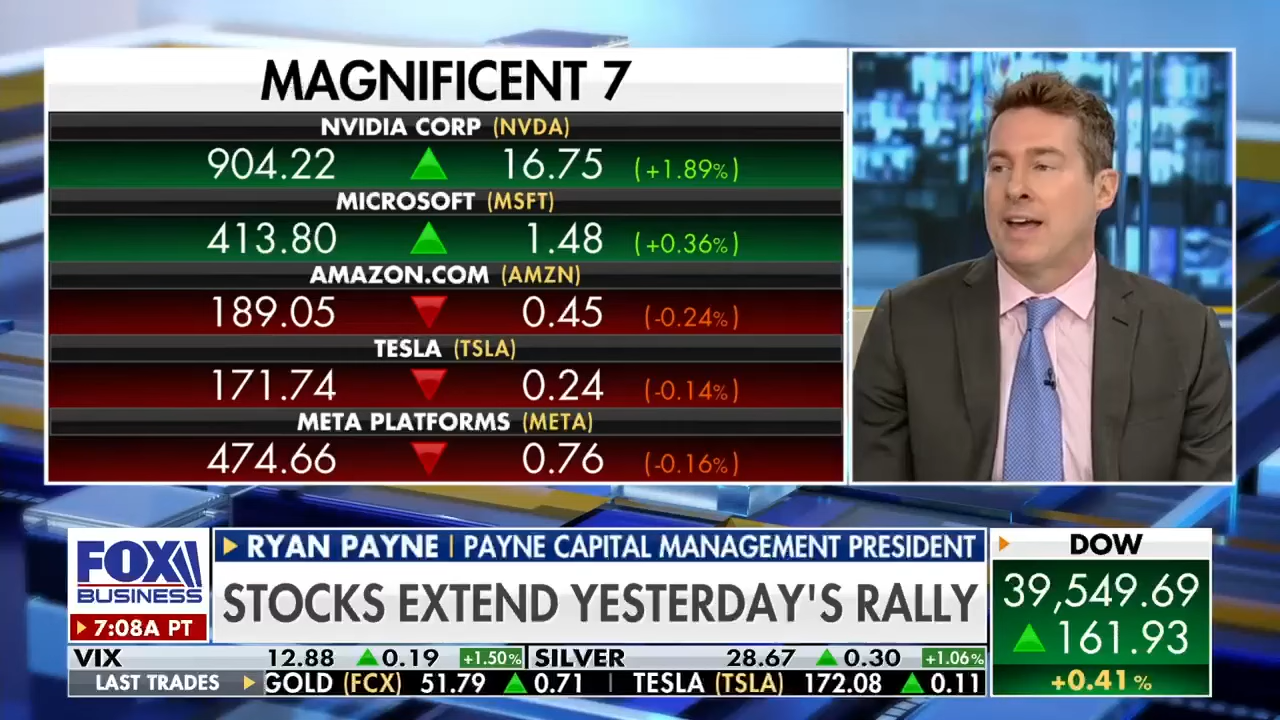 MAGNIFICENT 7
NVIDIA CORP (NVDA)
904.22 ▲ 16.75 (+1.89%)
MICROSOFT (MSFT)
413.80 ▲ 1.48 (+0.36%)
AMAZON.COM (AMZN)
189.05 ▼ 0.45 (-0.24%)
TESLA (TSLA)
171.74 ▼ 0.24 (-0.14%)
META PLATFORMS (META)
474.66 ▼ 0.76 (-0.16%)
FOX BUSINESS
7:08A PT
RYAN PAYNE | PAYNE CAPITAL MANAGEMENT PRESIDENT
STOCKS EXTEND YESTERDAY'S RALLY
DOW
39,549.69
▲ 161.93
+0.41%
VIX 12.88 ▲ 0.19 +1.50% SILVER 28.67 ▲ 0.30 +1.06%
LAST TRADES GOLD (FCX) 51.79 ▲ 0.71 | TESLA (TSLA) 172.08 ▲ 0.11